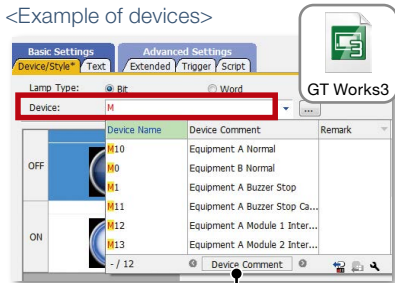 <Example of devices>
GT Works3
Basic Settings Advanced Settings
Device/Style* Text Extended Trigger Script
Lamp Type: Bit Word
Device: M ...
Device Name Device Comment Remark
M10 Equipment A Normal
M0 Equipment B Normal
M1 Equipment A Buzzer Stop
M11 Equipment A Buzzer Stop Ca...
OFF
M12 Equipment A Module 1 Inter...
M13 Equipment A Module 2 Inter...
ON
- / 12 Device Comment